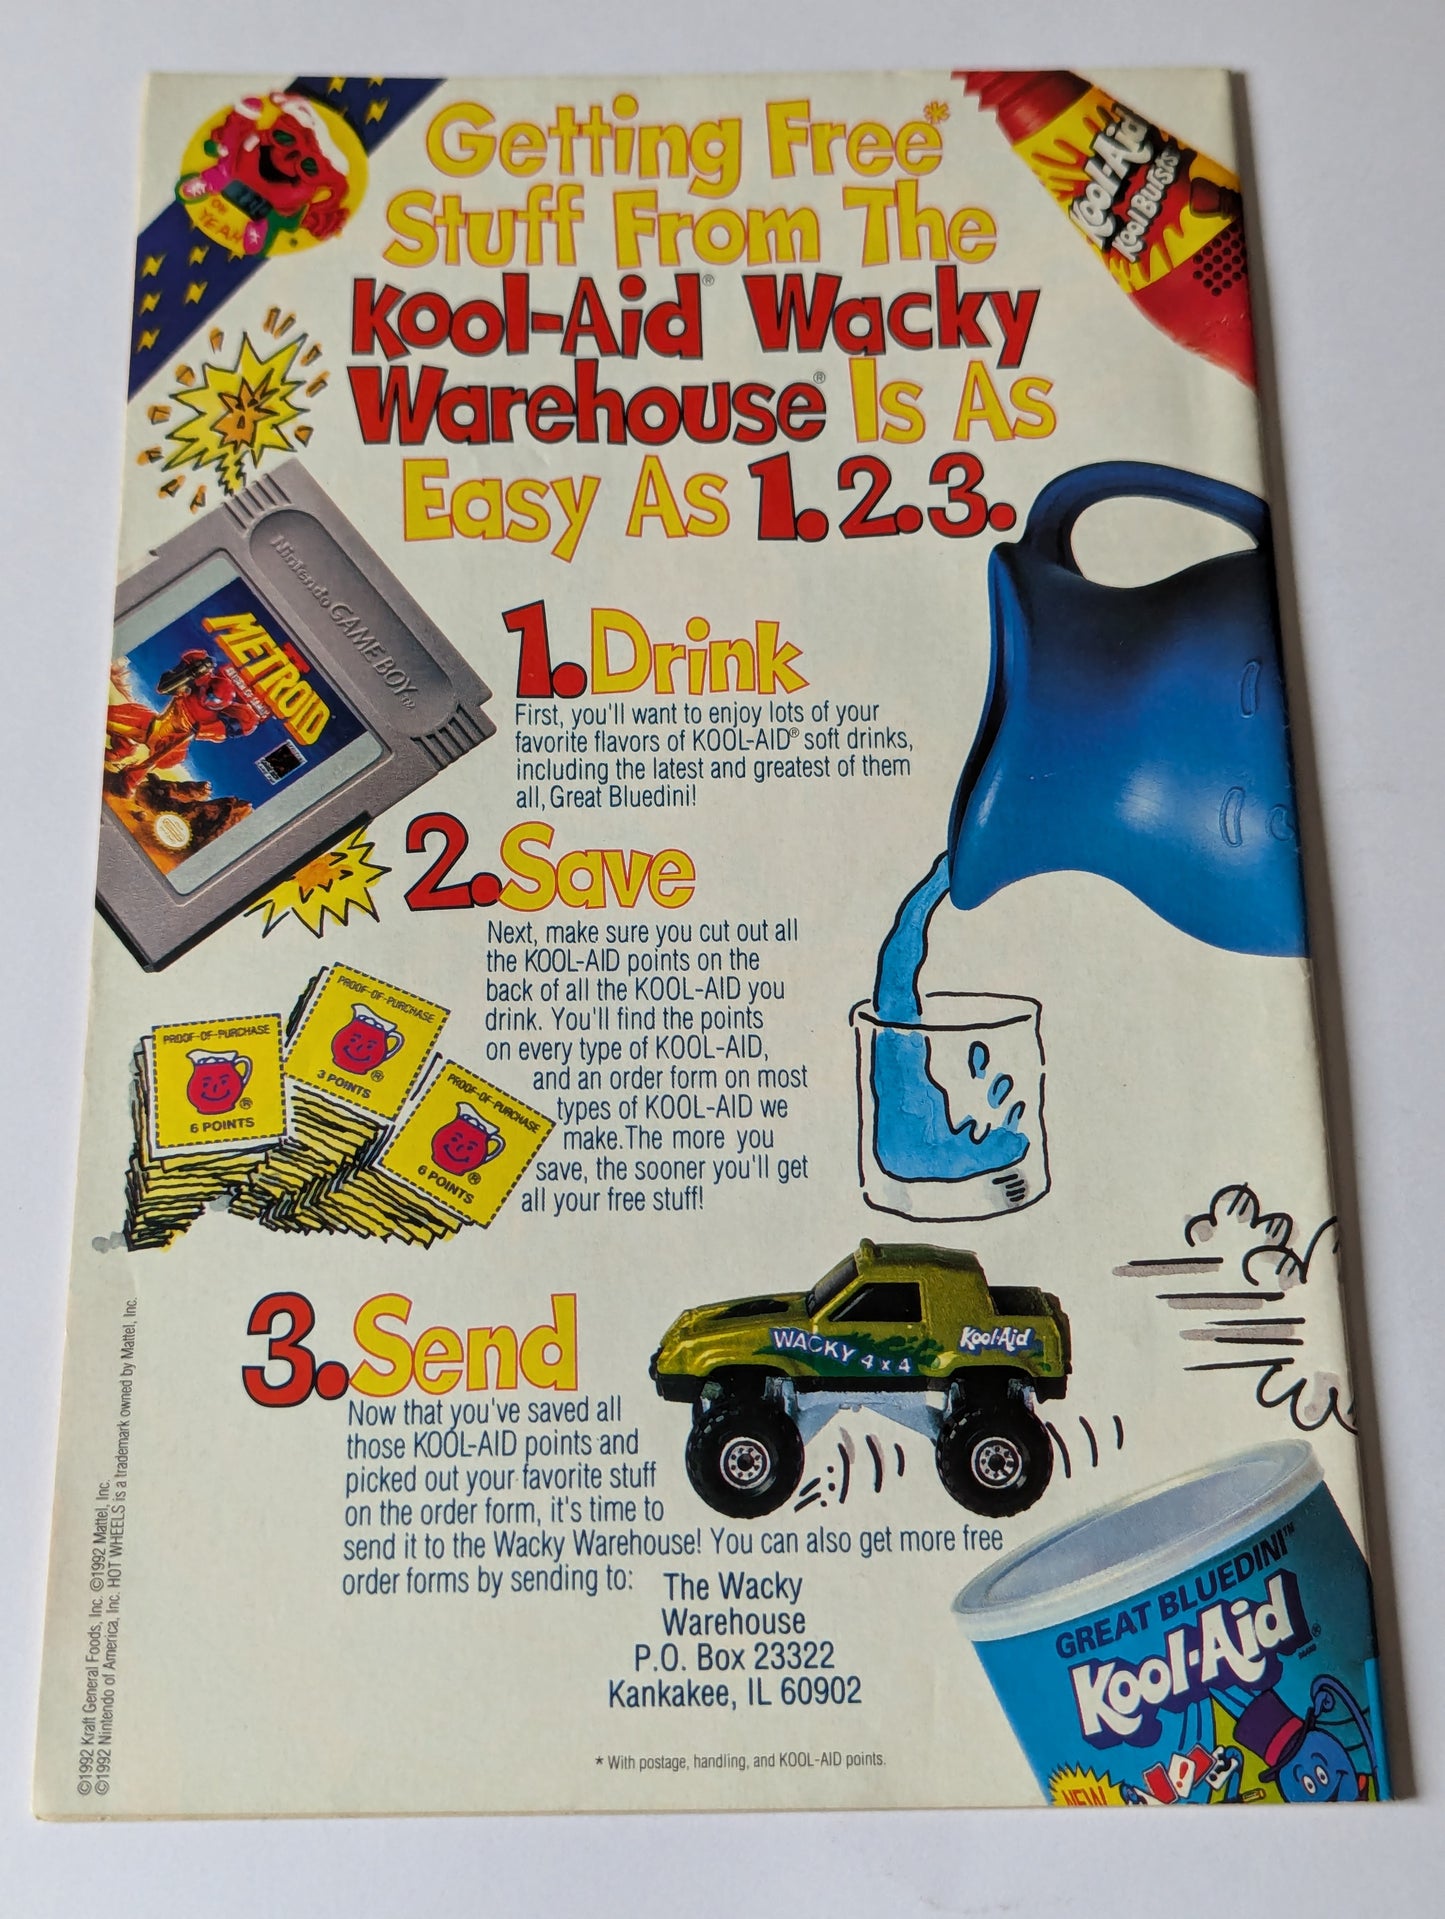 Getting Free*
Stuff From The
Kool-Aid® Wacky
Warehouse® Is As
Easy As 1.2.3.
OH
YEAH
Kool-Aid
Kool Bursts
Nintendo GAME BOY™
METROID
II
RETURN OF SAMUS
1. Drink
First, you'll want to enjoy lots of your
favorite flavors of KOOL-AID® soft drinks,
including the latest and greatest of them
all, Great Bluedini!
2. Save
Next, make sure you cut out all
the KOOL-AID points on the
back of all the KOOL-AID you
drink. You'll find the points
on every type of KOOL-AID,
and an order form on most
types of KOOL-AID we
make. The more you
save, the sooner you'll get
all your free stuff!
PROOF-OF-PURCHASE
®
6 POINTS
PROOF-OF-PURCHASE
®
3 POINTS
PROOF-OF-PURCHASE
®
6 POINTS
3. Send
Now that you've saved all
those KOOL-AID points and
picked out your favorite stuff
on the order form, it's time to
send it to the Wacky Warehouse! You can also get more free
order forms by sending to:
The Wacky
Warehouse
P.O. Box 23322
Kankakee, IL 60902
WACKY 4 x 4
Kool-Aid
GREAT BLUEDINI™
Kool-Aid®
NEW
* With postage, handling, and KOOL-AID points.
©1992 Kraft General Foods, Inc. ©1992 Mattel, Inc.
©1992 Nintendo of America, Inc. HOT WHEELS is a trademark owned by Mattel, Inc.